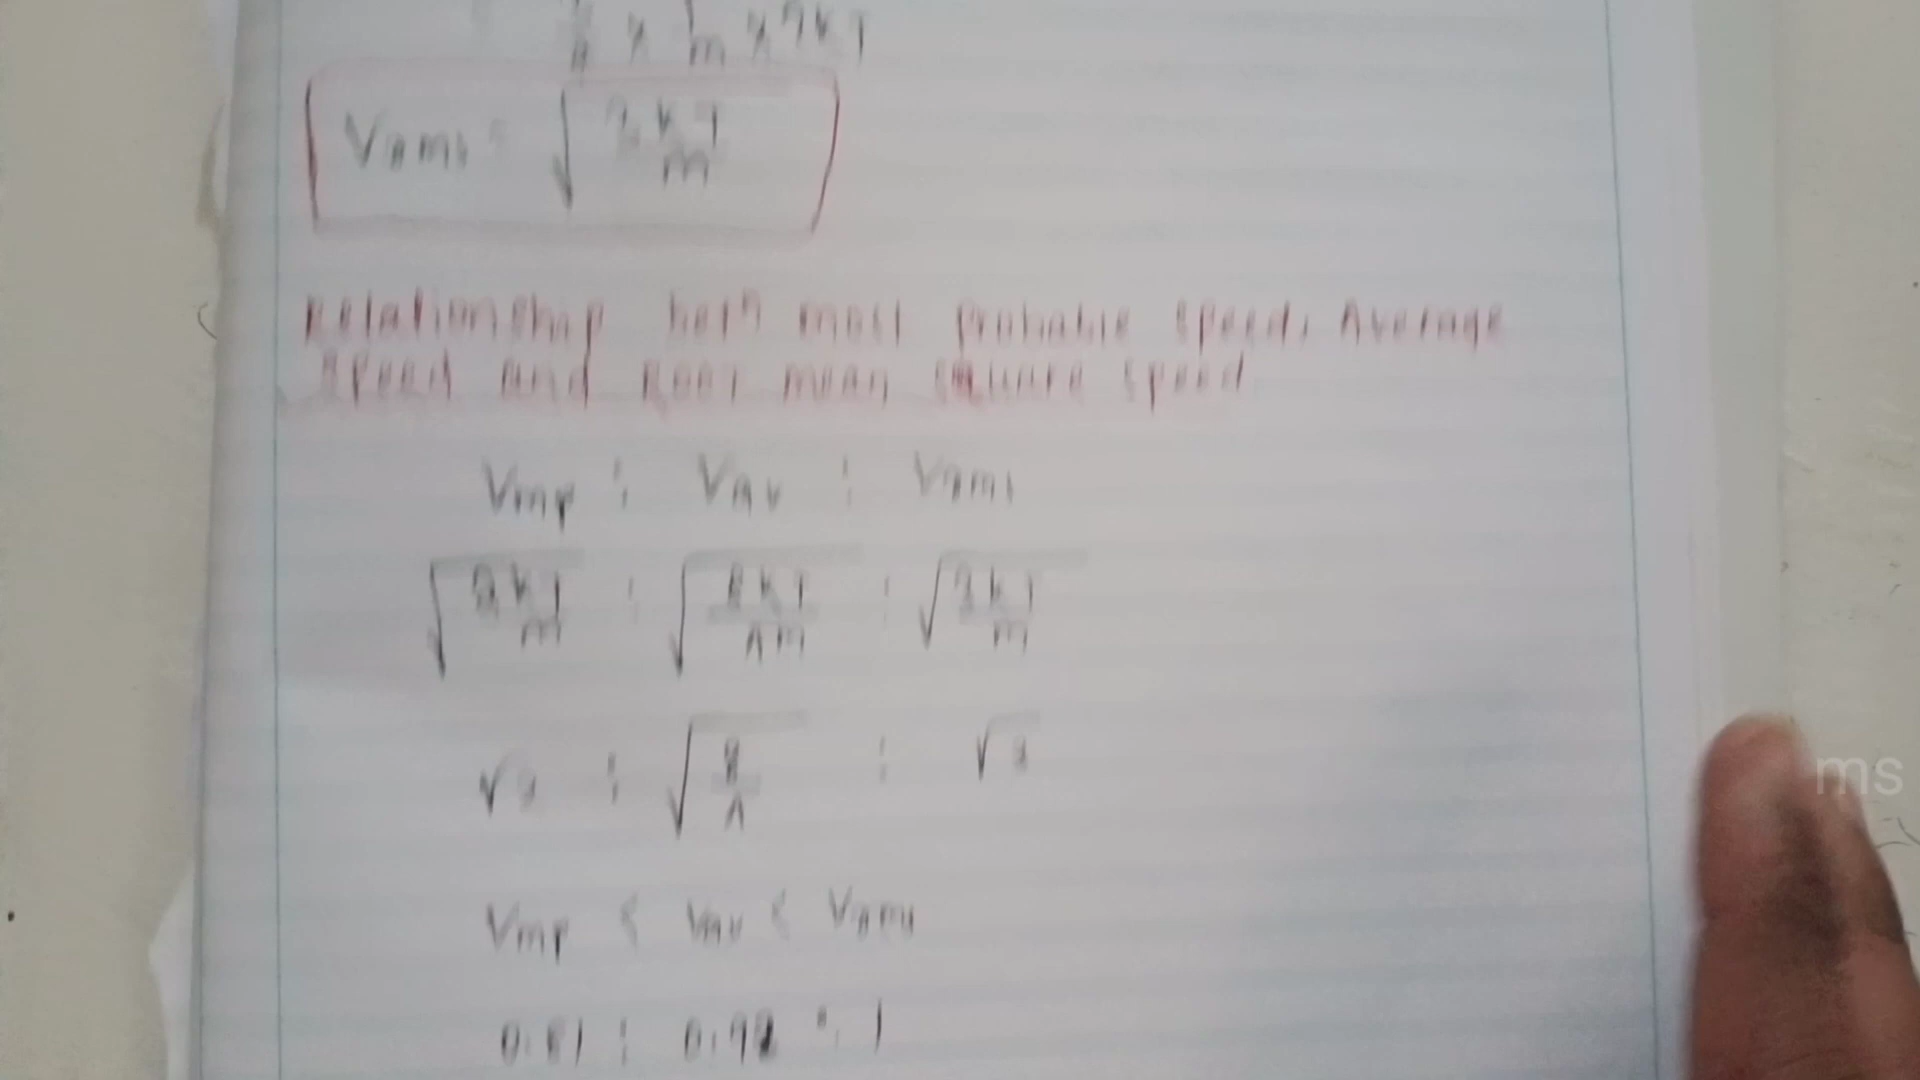 Vrms = √3kT/m
Relationship betn most probable speed, Average
speed and Root mean square speed
Vmp : Vav : Vrms
√2kT/m : √8kT/πm : √3kT/m
√2 : √8/π : √3
Vmp < Vav < Vrms
0.81 : 0.92 : 1
ms